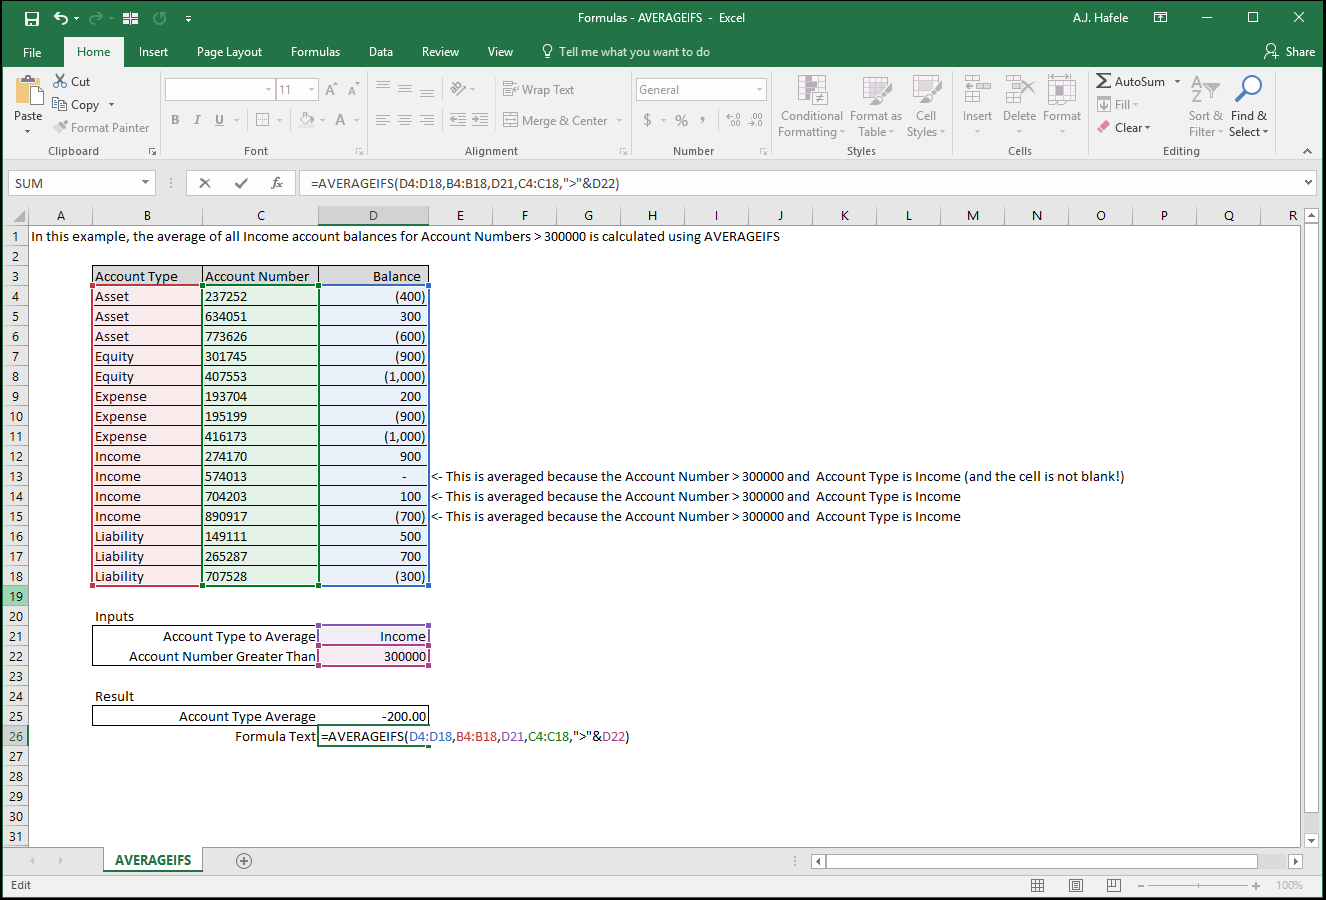 Formulas - AVERAGEIFS - Excel
A.J. Hafele
File Home Insert Page Layout Formulas Data Review View Tell me what you want to do Share
Paste
Cut
Copy
Format Painter
Clipboard
11 A A
B I U A
Font
Wrap Text
Merge & Center
Alignment
General
$ % ,
Number
Conditional Formatting
Format as Table
Cell Styles
Styles
Insert Delete Format
Cells
AutoSum
Fill
Clear
Sort & Filter
Find & Select
Editing
SUM fx =AVERAGEIFS(D4:D18,B4:B18,D21,C4:C18,">"&D22)
A B C D E F G H I J K L M N O P Q R
1 In this example, the average of all Income account balances for Account Numbers > 300000 is calculated using AVERAGEIFS
2
3 Account Type Account Number Balance
4 Asset 237252 (400)
5 Asset 634051 300
6 Asset 773626 (600)
7 Equity 301745 (900)
8 Equity 407553 (1,000)
9 Expense 193704 200
10 Expense 195199 (900)
11 Expense 416173 (1,000)
12 Income 274170 900
13 Income 574013 - <- This is averaged because the Account Number > 300000 and Account Type is Income (and the cell is not blank!)
14 Income 704203 100 <- This is averaged because the Account Number > 300000 and Account Type is Income
15 Income 890917 (700) <- This is averaged because the Account Number > 300000 and Account Type is Income
16 Liability 149111 500
17 Liability 265287 700
18 Liability 707528 (300)
19
20 Inputs
21 Account Type to Average Income
22 Account Number Greater Than 300000
23
24 Result
25 Account Type Average -200.00
26 Formula Text =AVERAGEIFS(D4:D18,B4:B18,D21,C4:C18,">"&D22)
27
28
29
30
31
AVERAGEIFS
Edit 100%